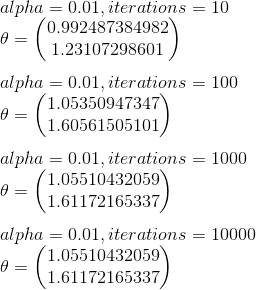 alpha = 0.01, iterations = 10
θ = (0.992487384982
1.23107298601)
alpha = 0.01, iterations = 100
θ = (1.05350947347
1.60561505101)
alpha = 0.01, iterations = 1000
θ = (1.05510432059
1.61172165337)
alpha = 0.01, iterations = 10000
θ = (1.05510432059
1.61172165337)